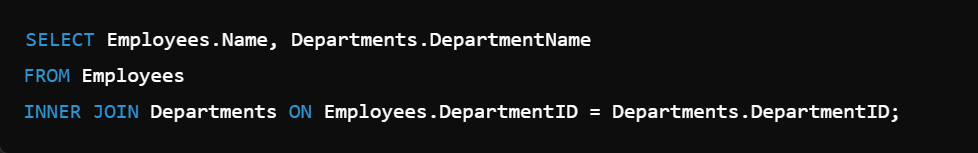 SELECT Employees.Name, Departments.DepartmentName
FROM Employees
INNER JOIN Departments ON Employees.DepartmentID = Departments.DepartmentID;